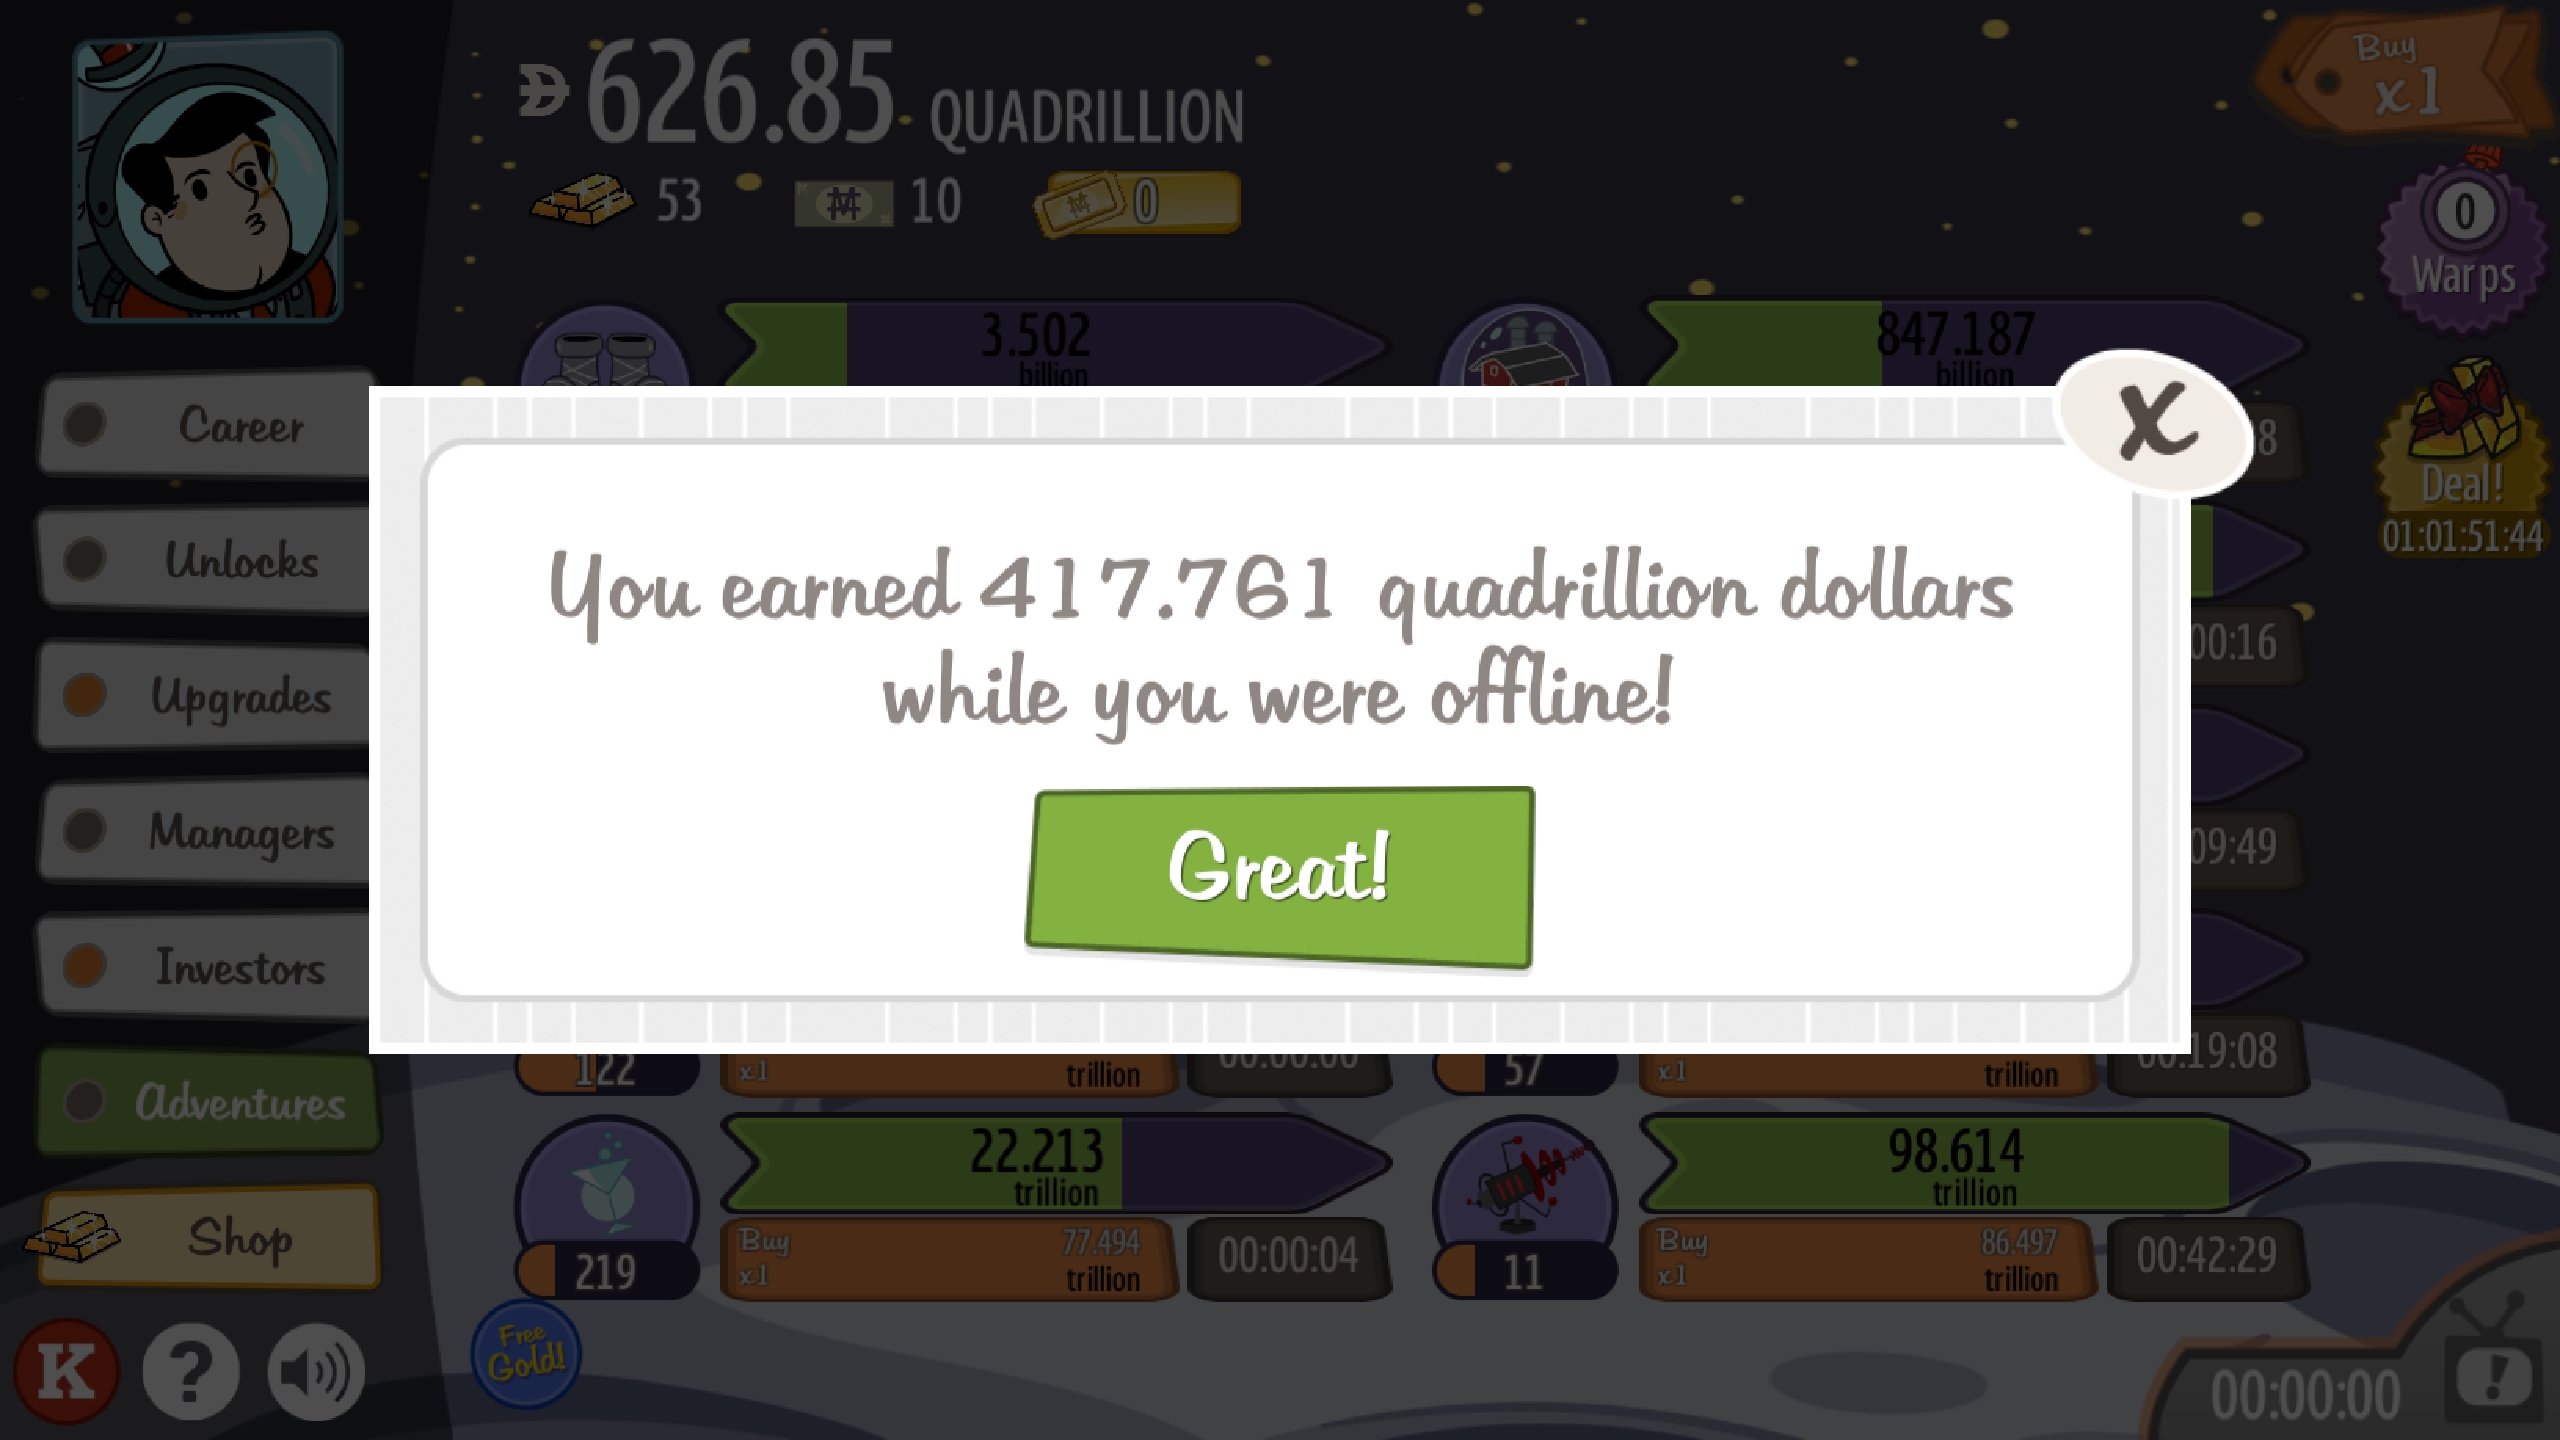 626.85 QUADRILLION
53 10 0
Buy
x1
0
Warps
Deal!
01:01:51:44
3.502
billion
847.187
billion
Career
Unlocks
Upgrades
Managers
Investors
Adventures
Shop
X
You earned 417.761 quadrillion dollars
while you were offline!
Great!
8
00:16
09:49
122
x1
trillion
57
x1
trillion
00:19:08
22.213
trillion
98.614
trillion
219
Buy 77.494
x1 trillion
00:00:04
11
Buy 86.497
x1 trillion
00:42:29
K ?
Free
Gold!
00:00:00
!